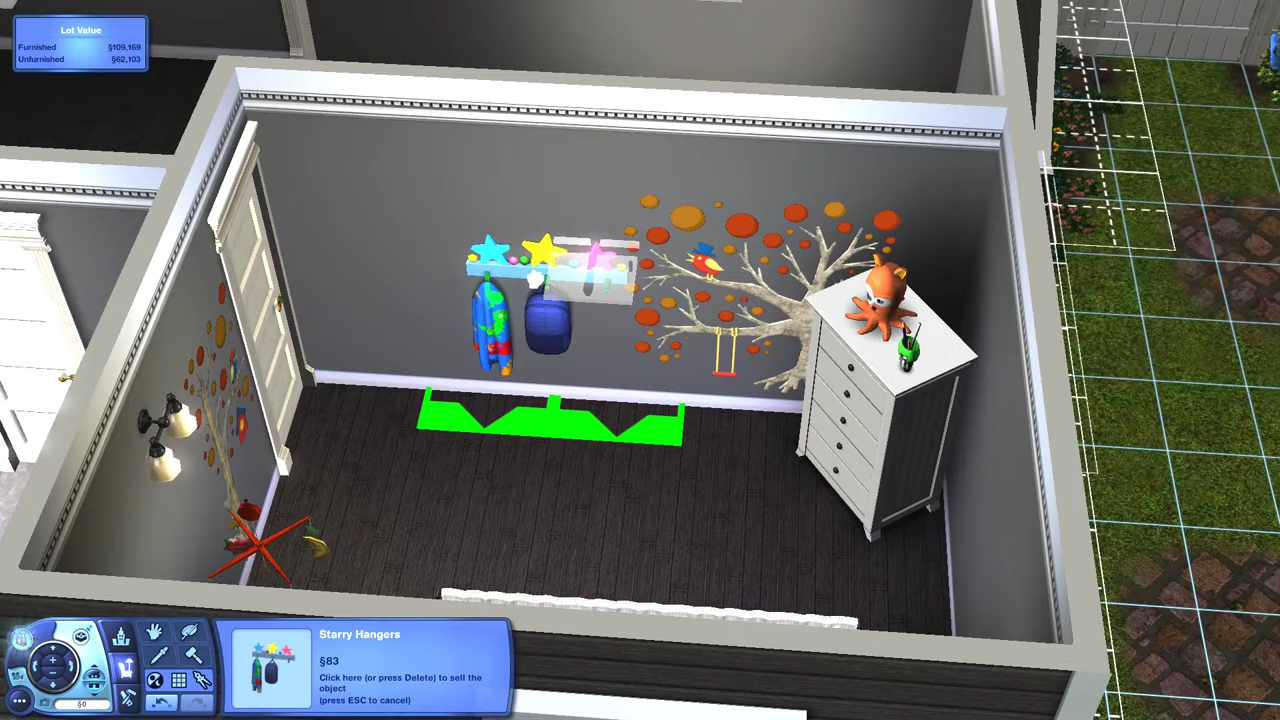 Lot Value
Furnished §109,169
Unfurnished §62,103
Starry Hangers
§83
Click here (or press Delete) to sell the
object
(press ESC to cancel)
§0